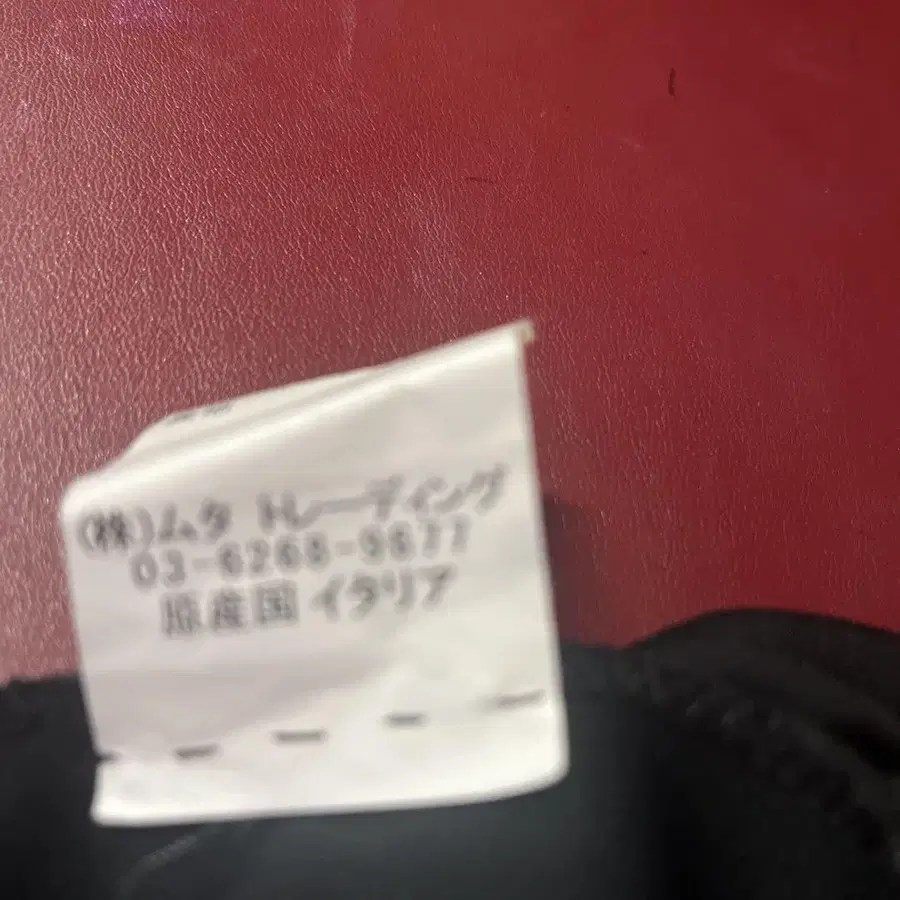 (株)ムタ トレーディング
03-6268-9677
原産国 イタリア